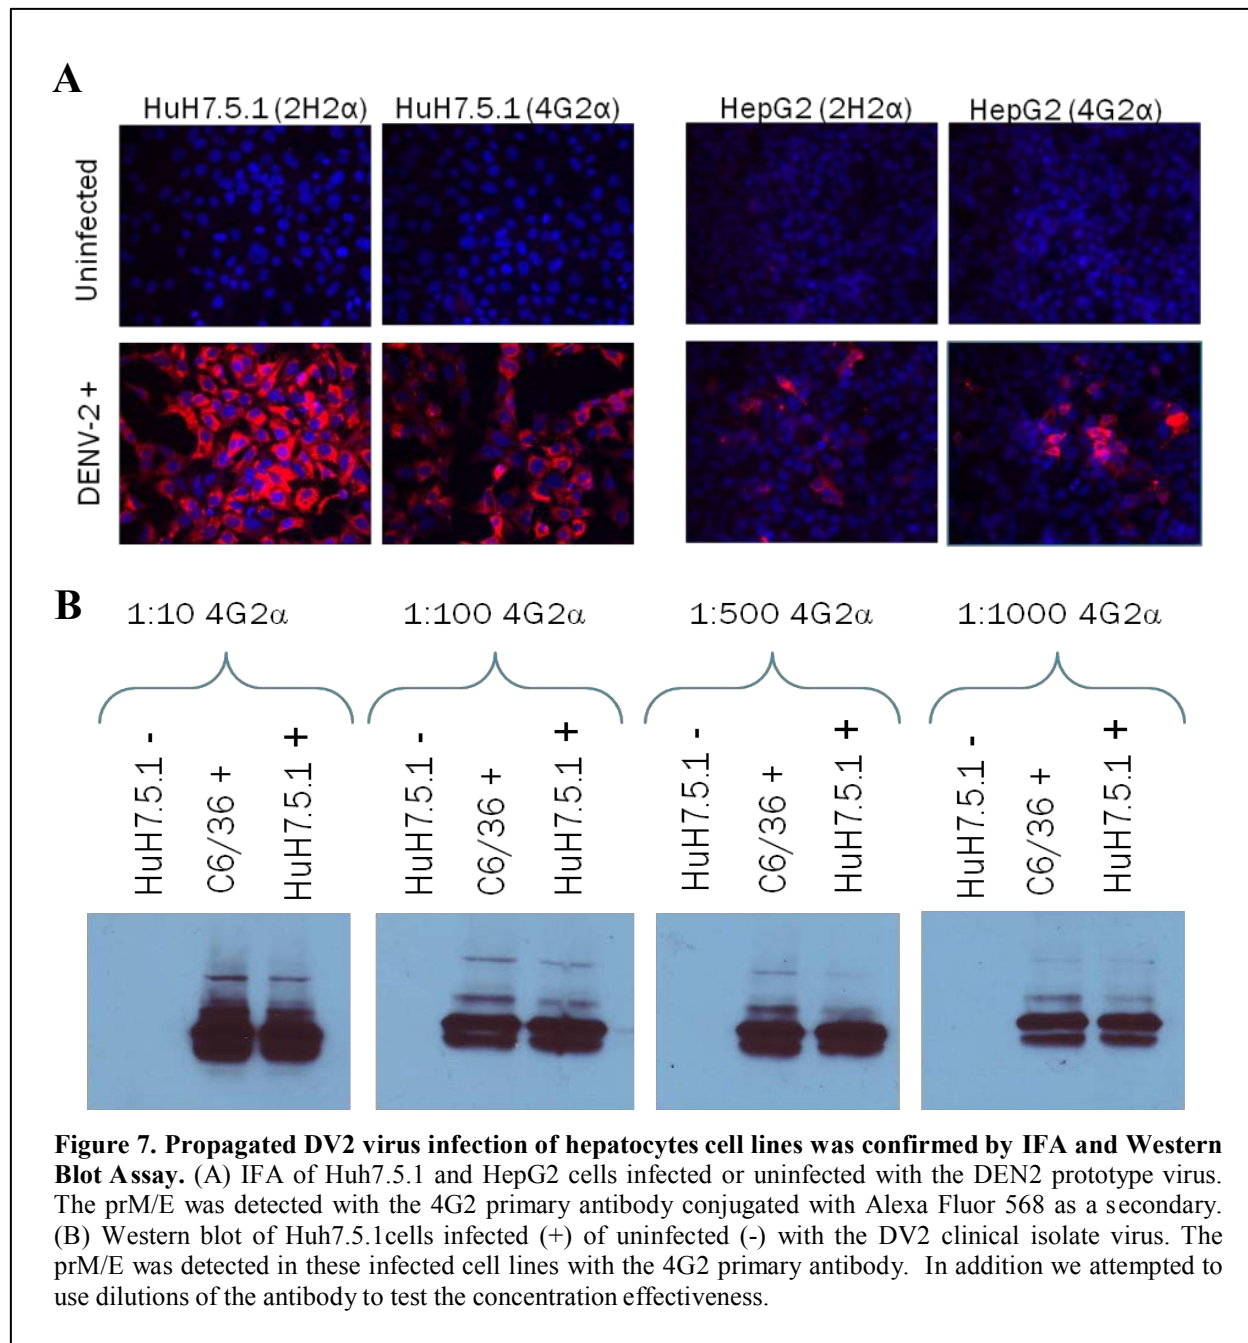 A
HuH7.5.1 (2H2α) HuH7.5.1 (4G2α) HepG2 (2H2α) HepG2 (4G2α)
Uninfected
DENV-2 +
B
1:10 4G2α 1:100 4G2α 1:500 4G2α 1:1000 4G2α
HuH7.5.1 - C6/36 + HuH7.5.1 + HuH7.5.1 - C6/36 + HuH7.5.1 + HuH7.5.1 - C6/36 + HuH7.5.1 + HuH7.5.1 - C6/36 + HuH7.5.1 +
Figure 7. Propagated DV2 virus infection of hepatocytes cell lines was confirmed by IFA and Western
Blot Assay. (A) IFA of Huh7.5.1 and HepG2 cells infected or uninfected with the DEN2 prototype virus.
The prM/E was detected with the 4G2 primary antibody conjugated with Alexa Fluor 568 as a secondary.
(B) Western blot of Huh7.5.1cells infected (+) of uninfected (-) with the DV2 clinical isolate virus. The
prM/E was detected in these infected cell lines with the 4G2 primary antibody. In addition we attempted to
use dilutions of the antibody to test the concentration effectiveness.